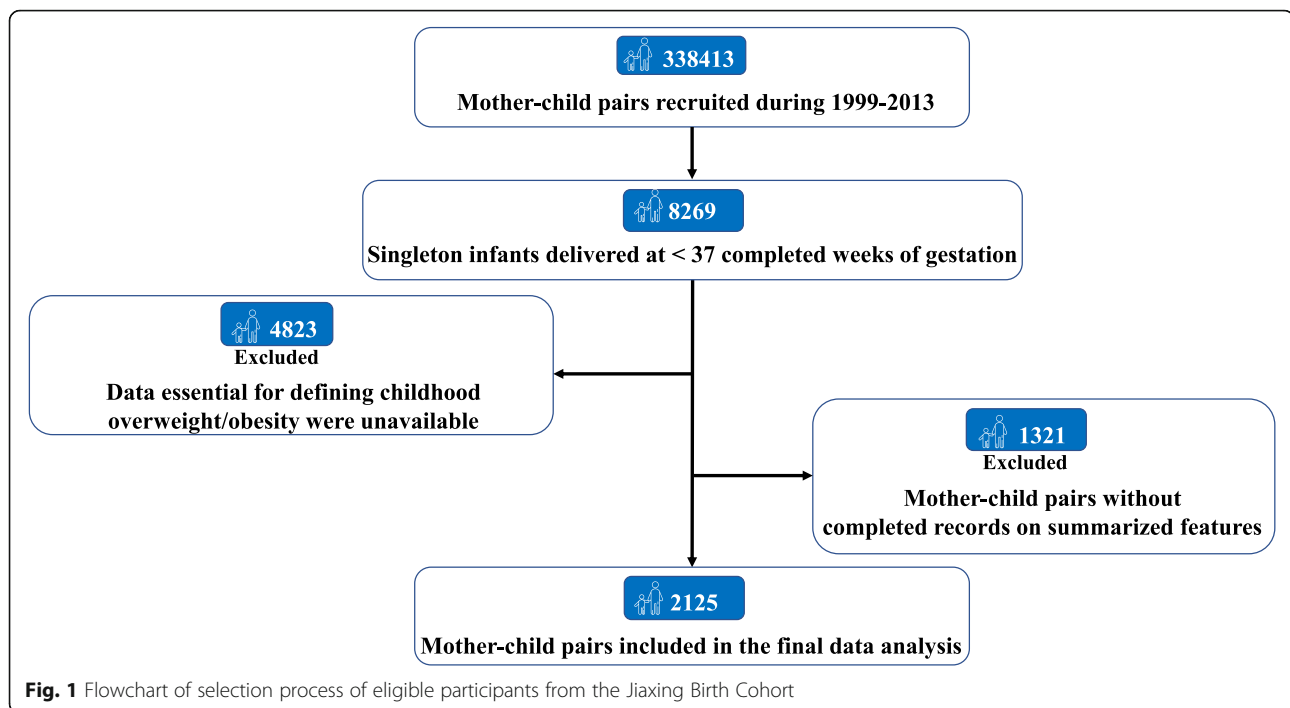 338413
Mother-child pairs recruited during 1999-2013
8269
Singleton infants delivered at < 37 completed weeks of gestation
4823
Excluded
Data essential for defining childhood
overweight/obesity were unavailable
1321
Excluded
Mother-child pairs without
completed records on summarized features
2125
Mother-child pairs included in the final data analysis
Fig. 1 Flowchart of selection process of eligible participants from the Jiaxing Birth Cohort